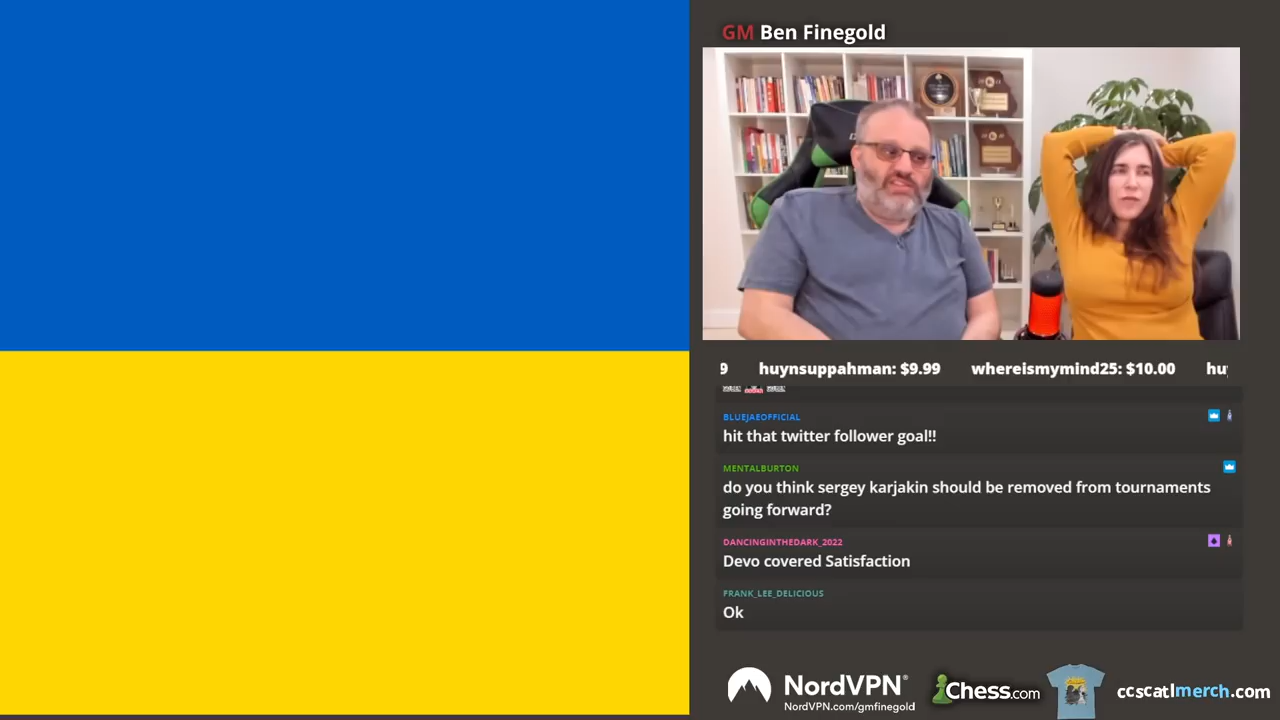 GM Ben Finegold
9 huynsuppahman: $9.99 whereismymind25: $10.00 hu
BLUEJAEOFFICIAL
hit that twitter follower goal!!
MENTALBURTON
do you think sergey karjakin should be removed from tournaments
going forward?
DANCINGINTHEDARK_2022
Devo covered Satisfaction
FRANK_LEE_DELICIOUS
Ok
NordVPN®
NordVPN.com/gmfinegold
iChess.com
ccscatlmerch.com